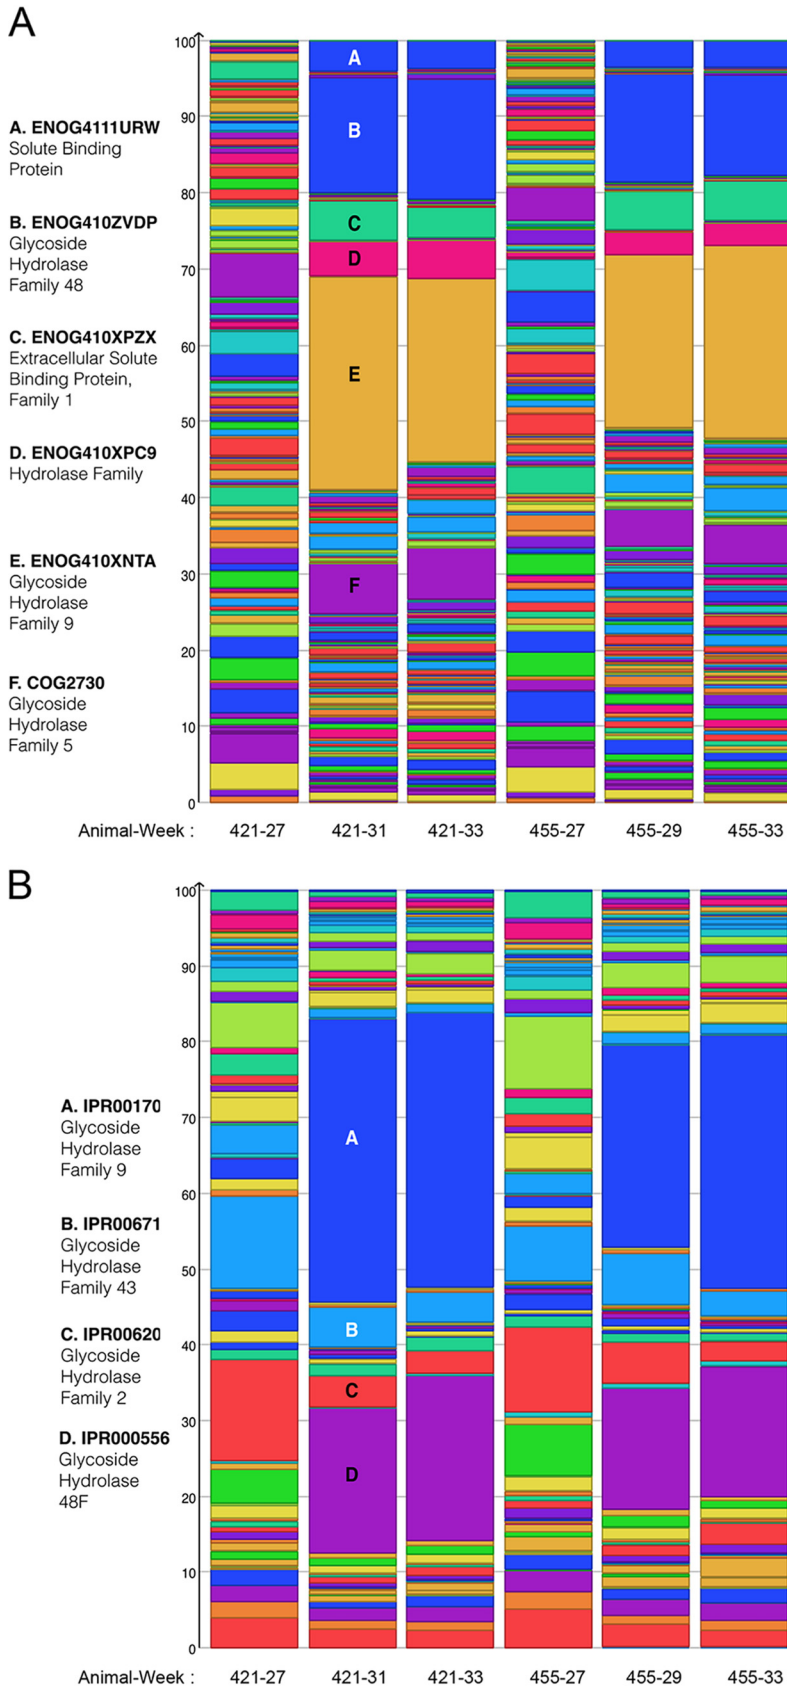 A
100
90
80
70
60
50
40
30
20
10
0
A. ENOG4111URW
Solute Binding
Protein
B. ENOG410ZVDP
Glycoside
Hydrolase
Family 48
C. ENOG410XPZX
Extracellular Solute
Binding Protein,
Family 1
D. ENOG410XPC9
Hydrolase Family
E. ENOG410XNTA
Glycoside
Hydrolase
Family 9
F. COG2730
Glycoside
Hydrolase
Family 5
A
B
C
D
E
F
Animal-Week : 421-27 421-31 421-33 455-27 455-29 455-33
B
100
90
80
70
60
50
40
30
20
10
0
A. IPR00170
Glycoside
Hydrolase
Family 9
B. IPR00671
Glycoside
Hydrolase
Family 43
C. IPR00620
Glycoside
Hydrolase
Family 2
D. IPR000556
Glycoside
Hydrolase
48F
A
B
C
D
Animal-Week : 421-27 421-31 421-33 455-27 455-29 455-33